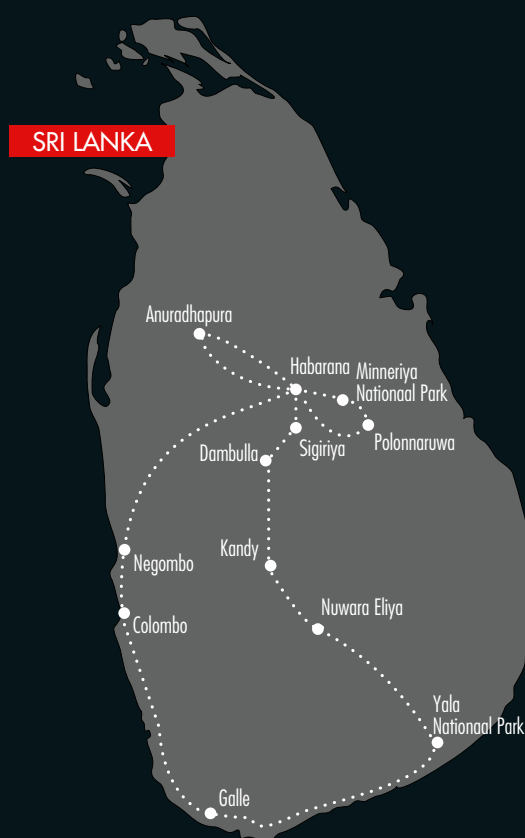 SRI LANKA
Anuradhapura
Habarana
Minneriya
Nationaal Park
Polonnaruwa
Sigiriya
Dambulla
Kandy
Negombo
Nuwara Eliya
Colombo
Yala
Nationaal Park
Galle